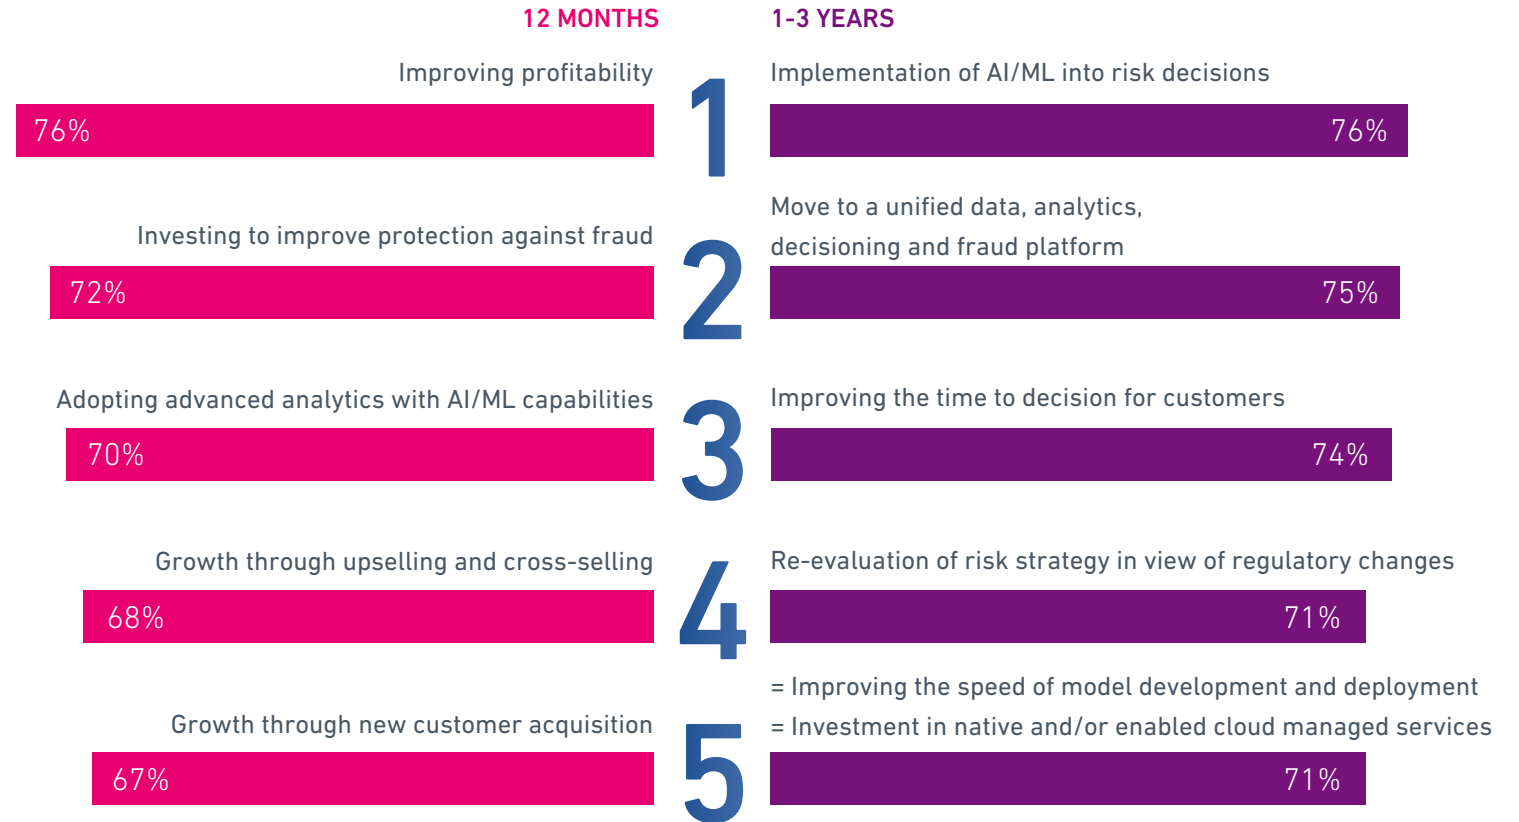 12 MONTHS
1-3 YEARS
Improving profitability
1
Implementation of AI/ML into risk decisions
76%
76%
Investing to improve protection against fraud
2
Move to a unified data, analytics,
decisioning and fraud platform
72%
75%
Adopting advanced analytics with AI/ML capabilities
3
Improving the time to decision for customers
70%
74%
Growth through upselling and cross-selling
4
Re-evaluation of risk strategy in view of regulatory changes
68%
71%
Growth through new customer acquisition
5
= Improving the speed of model development and deployment
= Investment in native and/or enabled cloud managed services
67%
71%